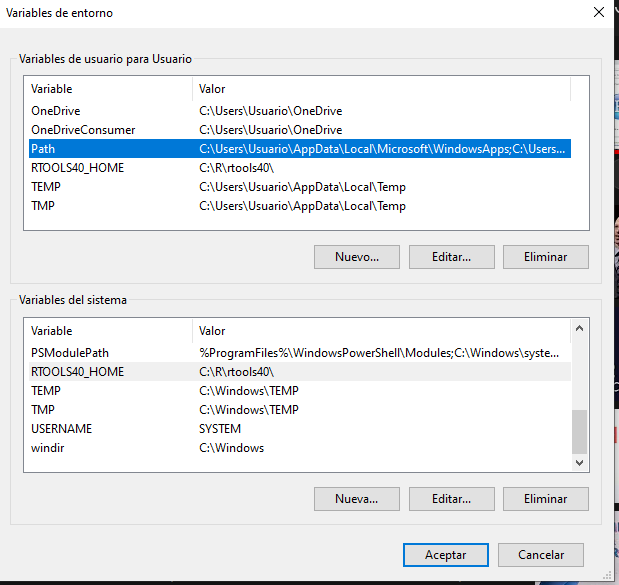 Variables de entorno
Variables de usuario para Usuario
Variable Valor
OneDrive C:\Users\Usuario\OneDrive
OneDriveConsumer C:\Users\Usuario\OneDrive
Path C:\Users\Usuario\AppData\Local\Microsoft\WindowsApps;C:\Users...
RTOOLS40_HOME C:\R\rtools40\
TEMP C:\Users\Usuario\AppData\Local\Temp
TMP C:\Users\Usuario\AppData\Local\Temp
Nuevo... Editar... Eliminar
Variables del sistema
Variable Valor
PSModulePath %ProgramFiles%\WindowsPowerShell\Modules;C:\Windows\syste...
RTOOLS40_HOME C:\R\rtools40\
TEMP C:\Windows\TEMP
TMP C:\Windows\TEMP
USERNAME SYSTEM
windir C:\Windows
Nueva... Editar... Eliminar
Aceptar Cancelar